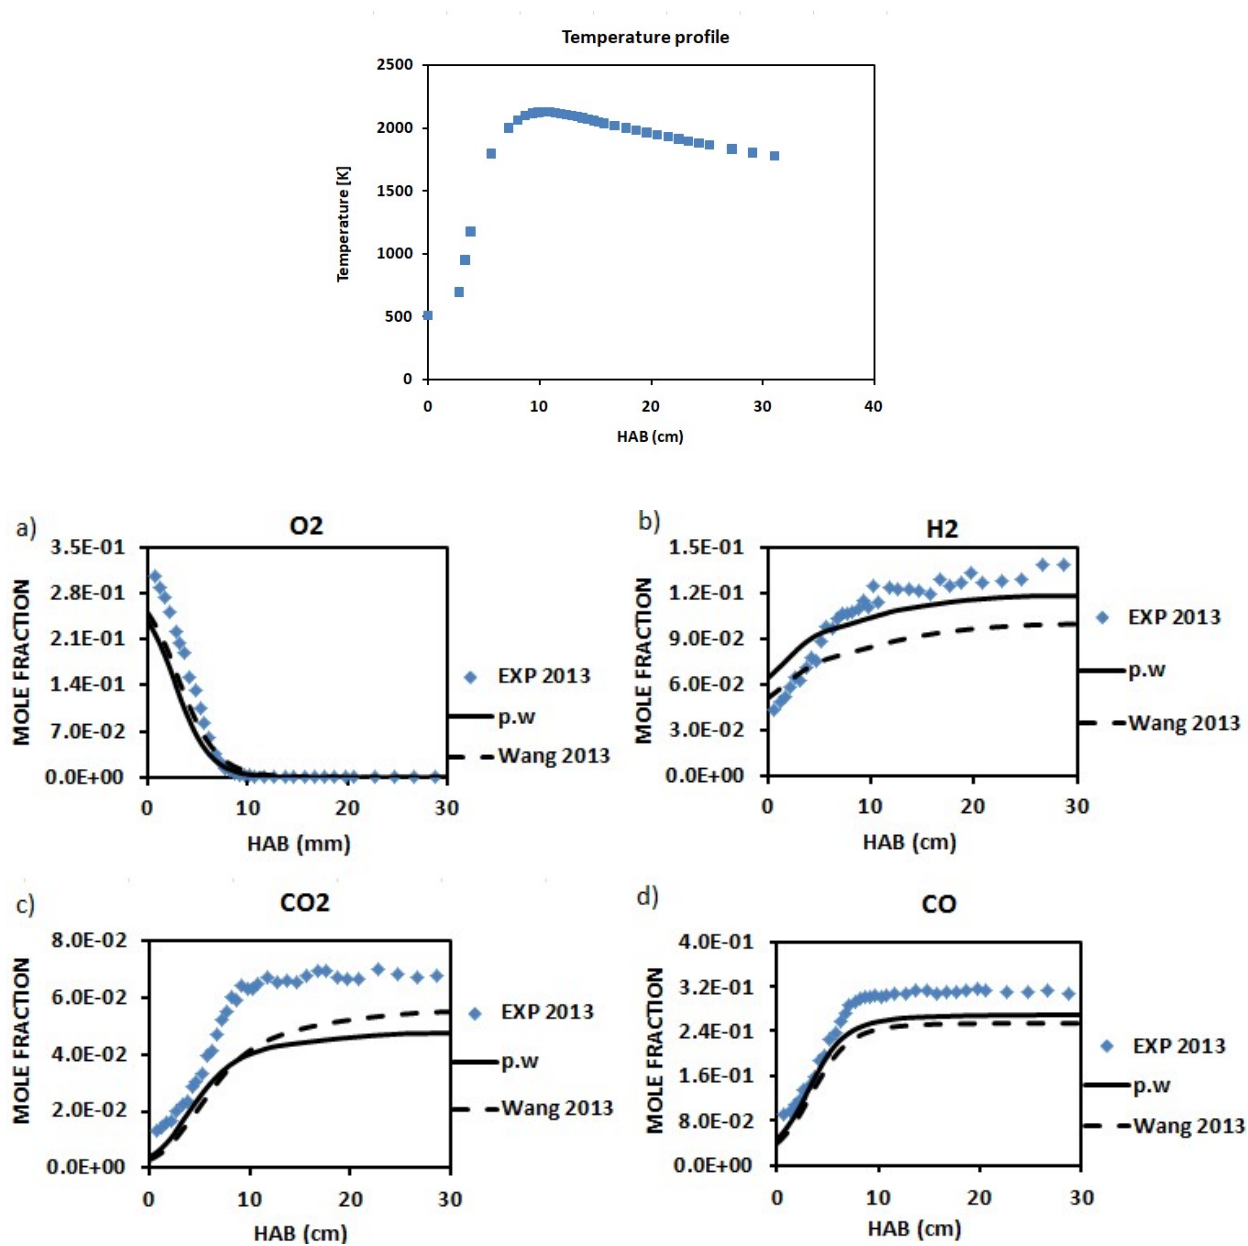 Temperature profile
2500
2000
1500
1000
500
0
Temperature [K]
0 10 20 30 40
HAB (cm)
a)
O2
3.5E-01
2.8E-01
2.1E-01
1.4E-01
7.0E-02
0.0E+00
MOLE FRACTION
0 10 20 30
HAB (mm)
EXP 2013
p.w
Wang 2013
b)
H2
1.5E-01
1.2E-01
9.0E-02
6.0E-02
3.0E-02
0.0E+00
MOLE FRACTION
0 10 20 30
HAB (cm)
EXP 2013
p.w
Wang 2013
c)
CO2
8.0E-02
6.0E-02
4.0E-02
2.0E-02
0.0E+00
MOLE FRACTION
0 10 20 30
HAB (cm)
EXP 2013
p.w
Wang 2013
d)
CO
4.0E-01
3.2E-01
2.4E-01
1.6E-01
8.0E-02
0.0E+00
MOLE FRACTION
0 10 20 30
HAB (cm)
EXP 2013
p.w
Wang 2013